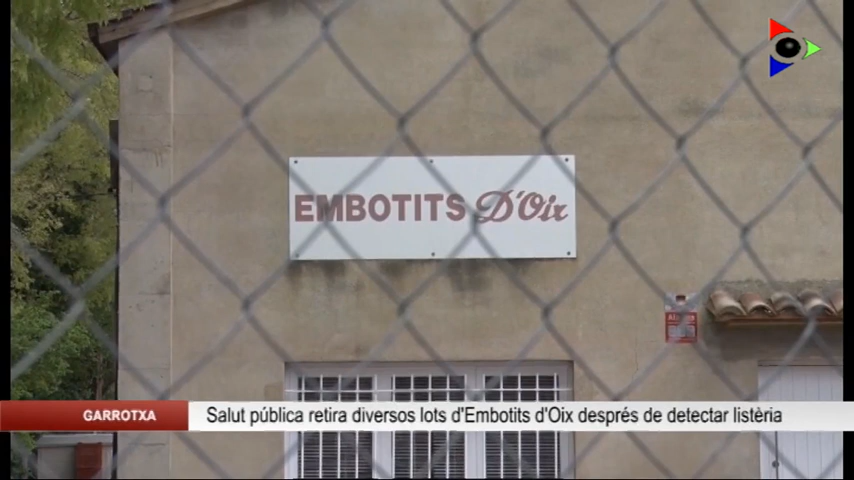 EMBOTITS D'Oix
GARROTXA
Salut pública retira diversos lots d'Embotits d'Oix després de detectar listèria